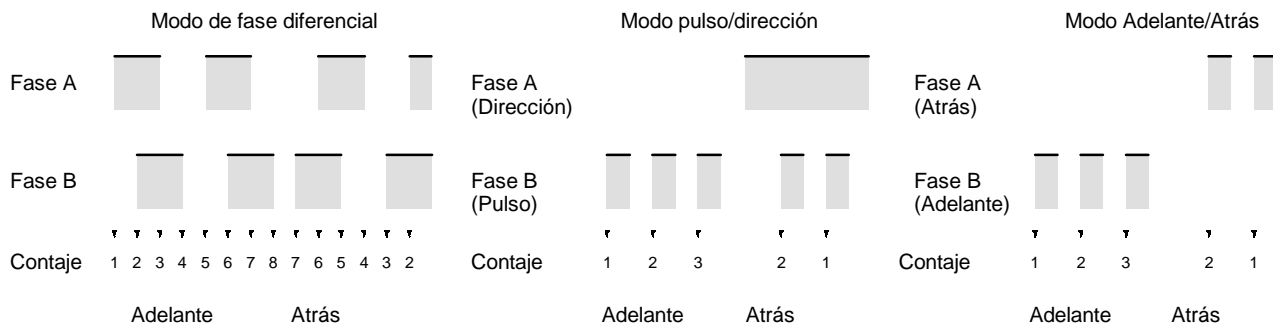 Modo de fase diferencial
Modo pulso/dirección
Modo Adelante/Atrás
Fase A
Fase A
(Dirección)
Fase A
(Atrás)
Fase B
Fase B
(Pulso)
Fase B
(Adelante)
Contaje 1 2 3 4 5 6 7 8 7 6 5 4 3 2
Contaje 1 2 3 2 1
Contaje 1 2 3 2 1
Adelante Atrás
Adelante Atrás
Adelante Atrás